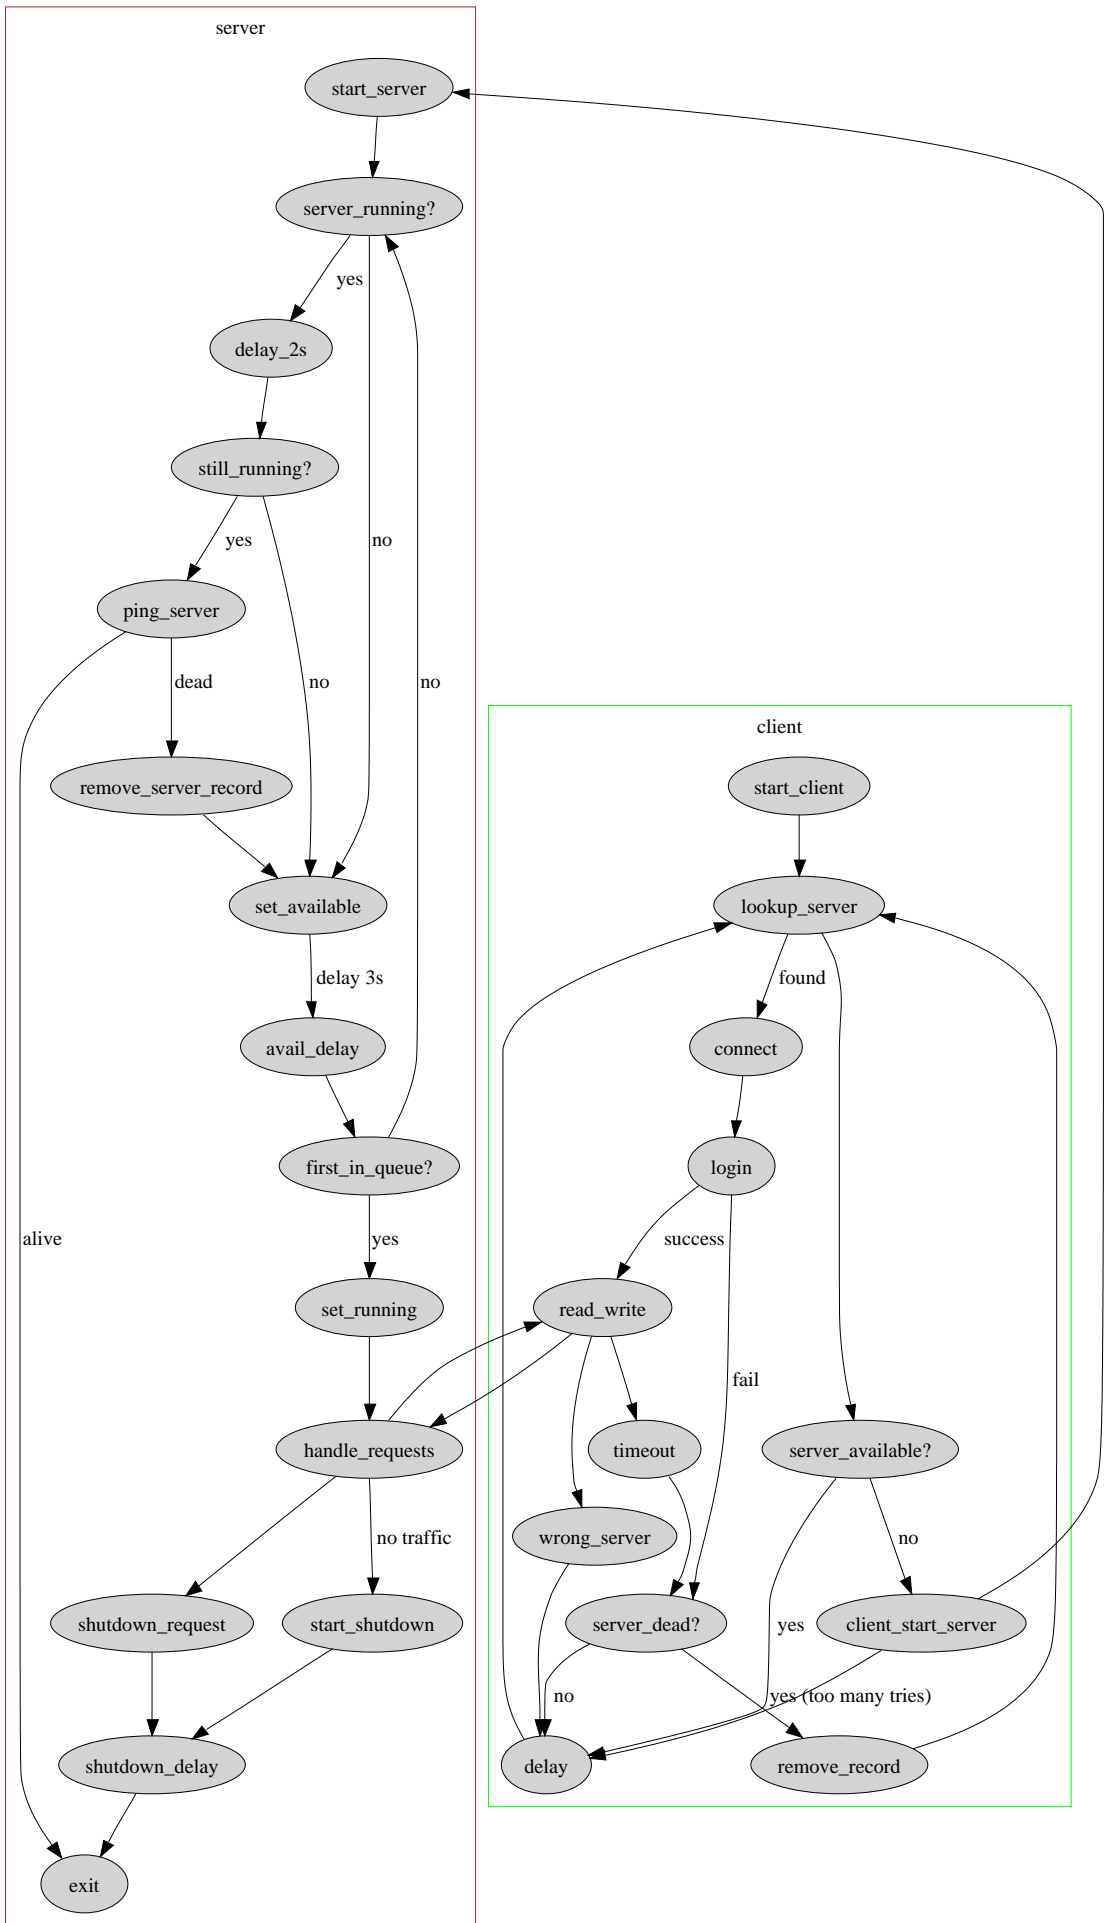 server
start_server
server_running?
yes
delay_2s
still_running?
yes
no
ping_server
dead
no
no
remove_server_record
set_available
delay 3s
avail_delay
first_in_queue?
alive
yes
set_running
handle_requests
no traffic
shutdown_request
start_shutdown
shutdown_delay
exit
client
start_client
lookup_server
found
connect
login
success
read_write
fail
timeout
server_available?
wrong_server
no
server_dead?
yes
client_start_server
no
yes (too many tries)
delay
remove_record